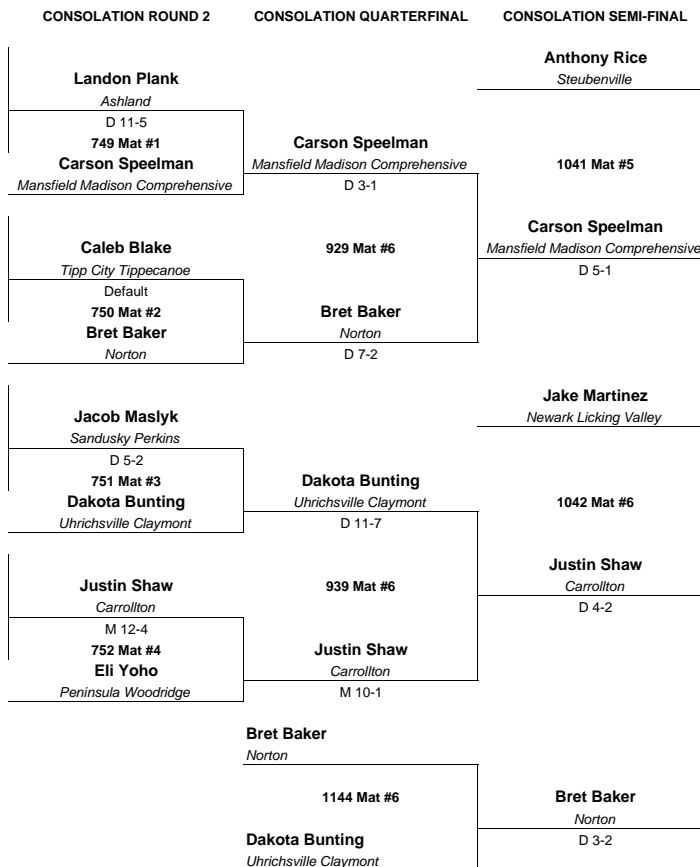 CONSOLATION ROUND 2
CONSOLATION QUARTERFINAL
CONSOLATION SEMI-FINAL
Landon Plank
Ashland
D 11-5
749 Mat #1
Carson Speelman
Mansfield Madison Comprehensive
Caleb Blake
Tipp City Tippecanoe
Default
750 Mat #2
Bret Baker
Norton
Jacob Maslyk
Sandusky Perkins
D 5-2
751 Mat #3
Dakota Bunting
Uhrichsville Claymont
Justin Shaw
Carrollton
M 12-4
752 Mat #4
Eli Yoho
Peninsula Woodridge
Carson Speelman
Mansfield Madison Comprehensive
D 3-1
929 Mat #6
Bret Baker
Norton
D 7-2
Dakota Bunting
Uhrichsville Claymont
D 11-7
939 Mat #6
Justin Shaw
Carrollton
M 10-1
Anthony Rice
Steubenville
1041 Mat #5
Carson Speelman
Mansfield Madison Comprehensive
D 5-1
Jake Martinez
Newark Licking Valley
1042 Mat #6
Justin Shaw
Carrollton
D 4-2
Bret Baker
Norton
1144 Mat #6
Dakota Bunting
Uhrichsville Claymont
Bret Baker
Norton
D 3-2